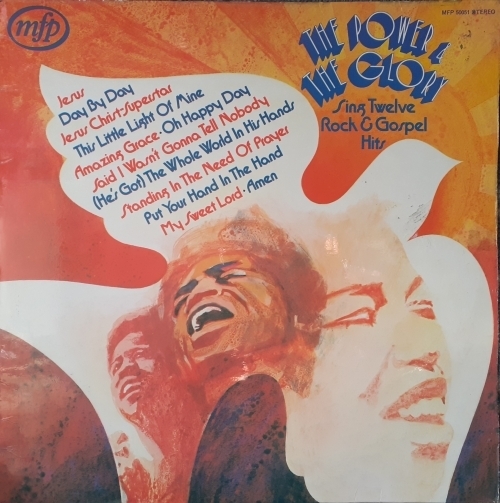 mfp
MFP 50051 STEREO
THE POWER &
THE GLORY
Sing Twelve
Rock & Gospel
Hits
Jesus
Day By Day
Jesus Christ-Superstar
This Little Light Of Mine
Amazing Grace · Oh Happy Day
Said I Wasn't Gonna Tell Nobody
(He's Got) The Whole World In His Hands
Standing In The Need Of Prayer
Put Your Hand In The Hand
My Sweet Lord · Amen